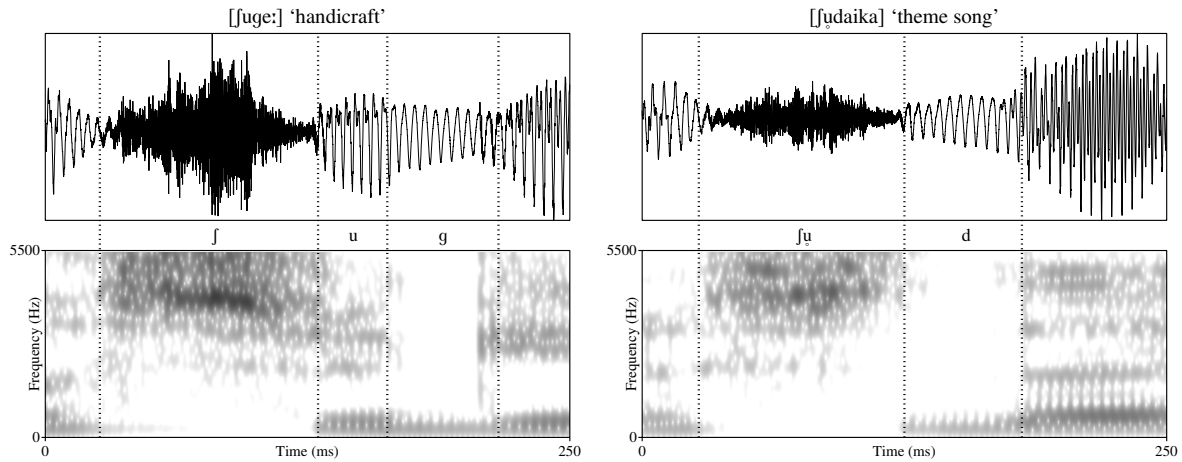 [ʃuɡeː] ‘handicraft’
[ʃu̥daika] ‘theme song’
ʃ u ɡ
ʃu̥ d
5500
Frequency (Hz)
0
0 Time (ms) 250
5500
Frequency (Hz)
0
0 Time (ms) 250